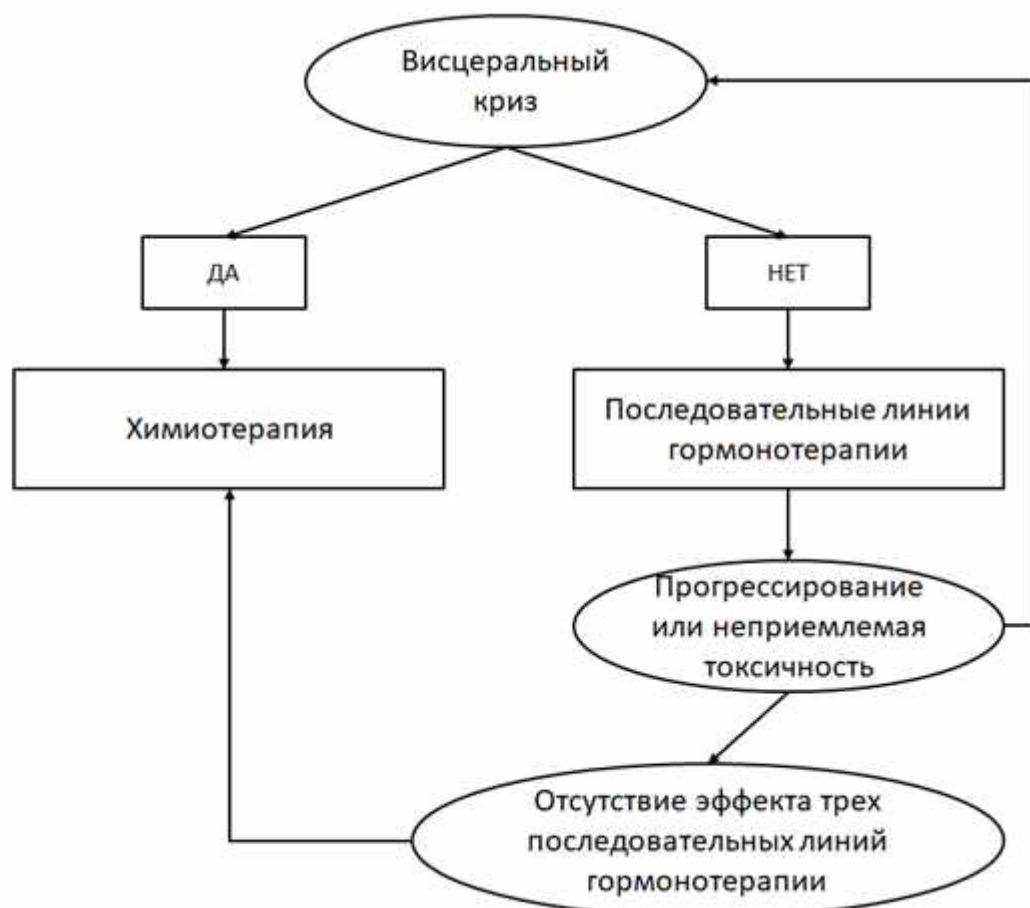 Висцеральный
криз
ДА
НЕТ
Химиотерапия
Последовательные линии
гормонотерапии
Прогрессирование
или неприемлемая
токсичность
Отсутствие эффекта трех
последовательных линий
гормонотерапии